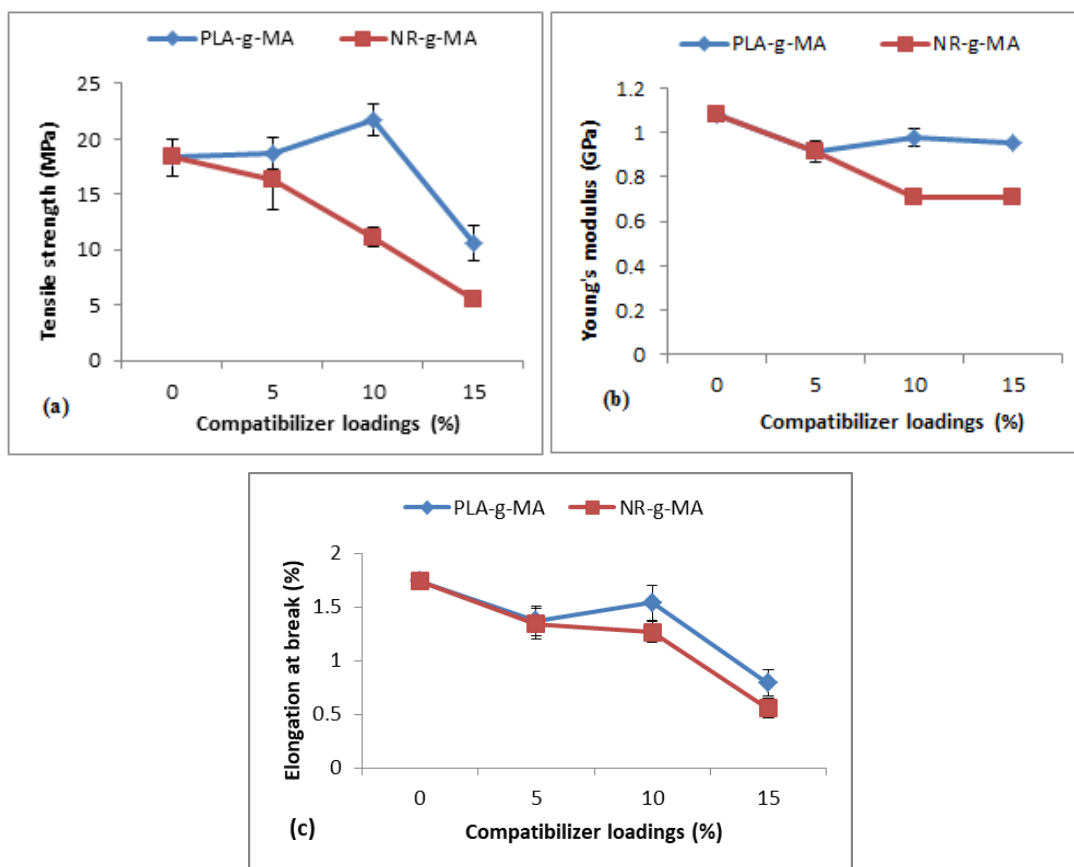 PLA-g-MA NR-g-MA
Tensile strength (MPa)
25
20
15
10
5
0
0 5 10 15
(a)
Compatibilizer loadings (%)
PLA-g-MA NR-g-MA
Young's modulus (GPa)
1.2
1
0.8
0.6
0.4
0.2
0
0 5 10 15
(b)
Compatibilizer loadings (%)
PLA-g-MA NR-g-MA
Elongation at break (%)
2
1.5
1
0.5
0
0 5 10 15
(c)
Compatibilizer loadings (%)